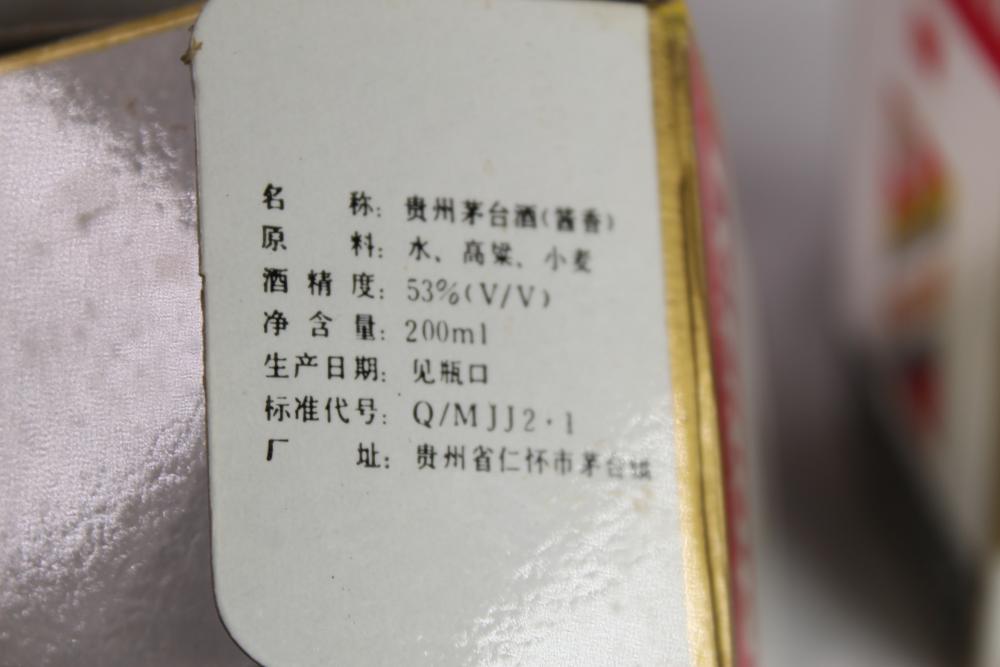 名称：贵州茅台酒（酱香）
原料：水、高粱、小麦
酒精度：53%(V/V)
净含量：200ml
生产日期：见瓶口
标准代号：Q/MJJ2·1
厂址：贵州省仁怀市茅台镇